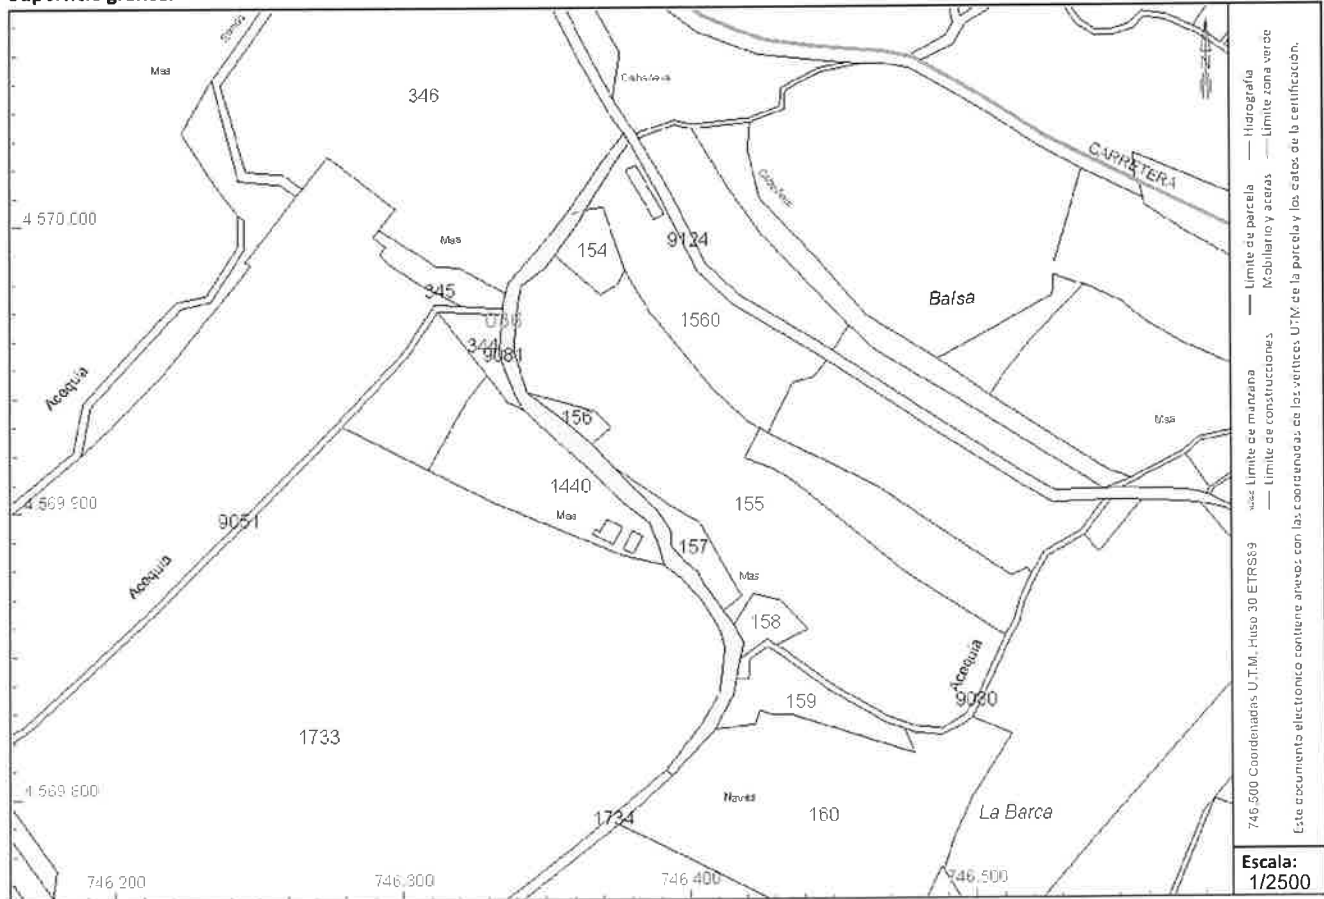 Mas
346
CARRETERA
4 570 000
Mas
154
9124
345
Balsa
1560
344
9081
Acequia
156
Mas
4 569 900
1440
155
9051
Mas
157
Acequia
Mas
158
Acequia
159
9030
1733
4 569 800
160
La Barca
1734
746 200
746 300
746 400
746 500
Límite de manzana
Límite de parcela
Hidrografía
Límite de construcciones
Mobiliario y aceras
Límite zona verde
746.500 Coordenadas U.T.M. Huso 30 ETRS89
Este documento electrónico contiene anexos con las coordenadas de los vértices UTM de la parcela y los datos de la certificación.
Escala:
1/2500